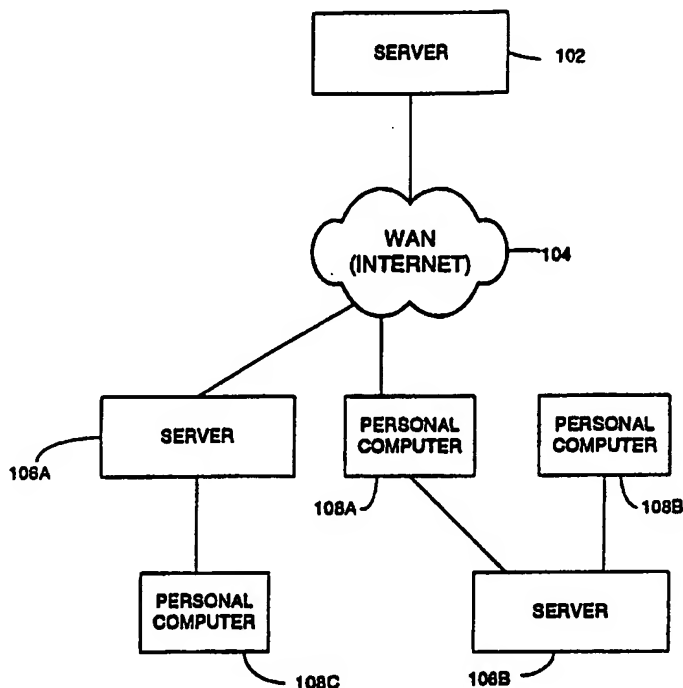 SERVER
102
WAN
(INTERNET)
104
SERVER
106A
PERSONAL
COMPUTER
108A
PERSONAL
COMPUTER
108B
PERSONAL
COMPUTER
108C
SERVER
106B